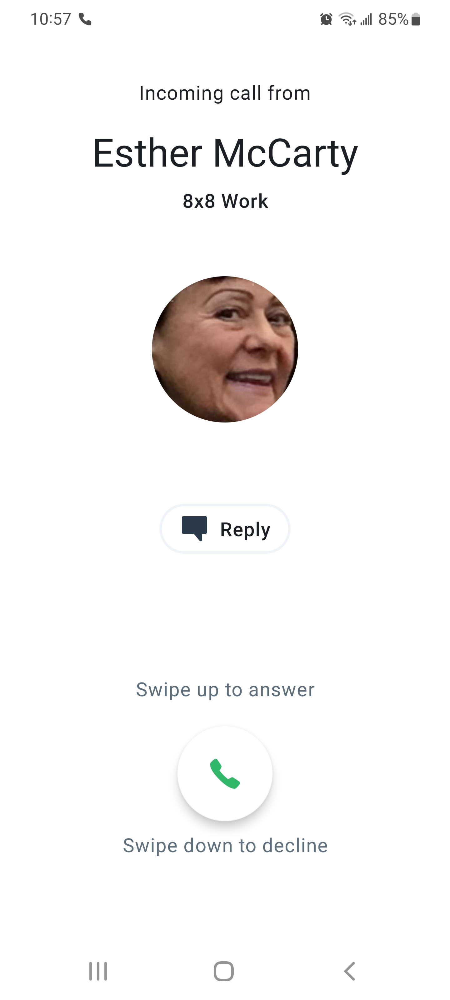 10:57 85%
Incoming call from
Esther McCarty
8x8 Work
Reply
Swipe up to answer
Swipe down to decline